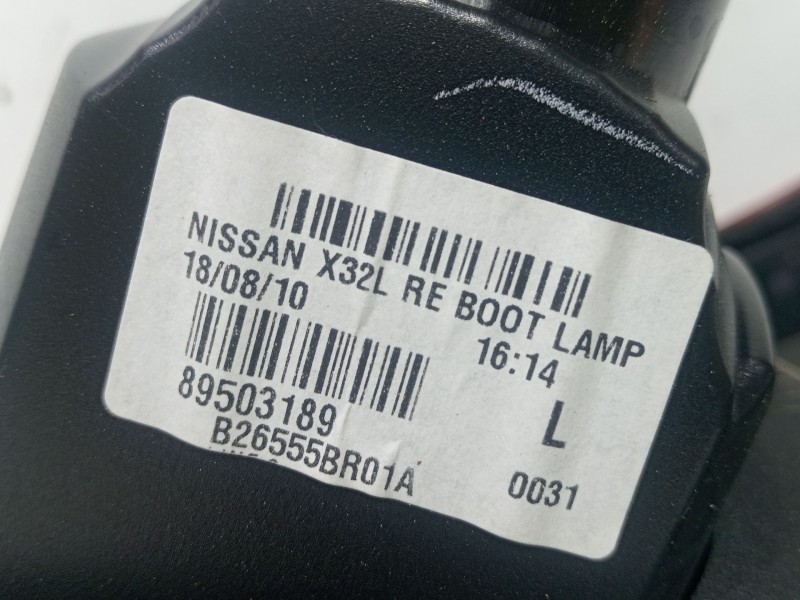 NISSAN X32L RE BOOT LAMP
18/08/10 16:14
89503189 L
B26555BR01A 0031